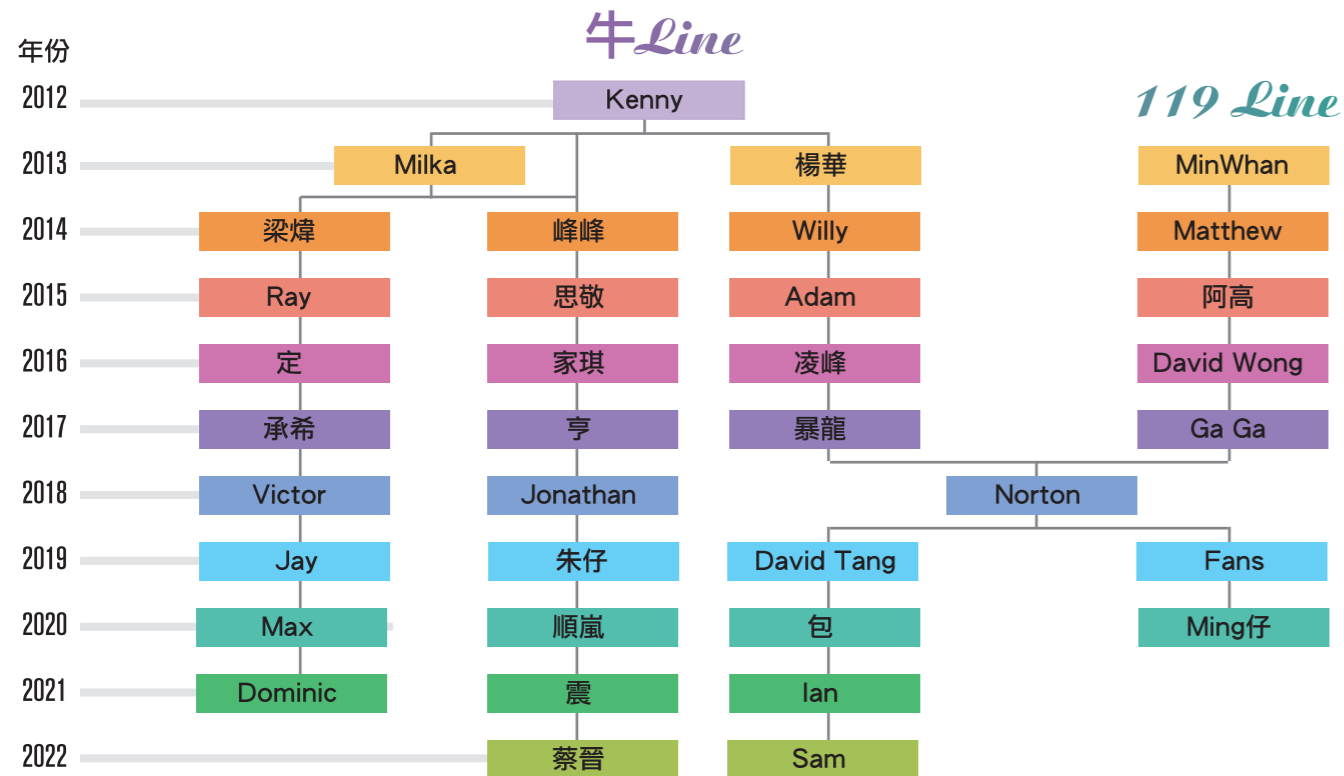 牛Line
年份
2012 Kenny
119 Line
2013 Milka 楊華 MinWhan
2014 梁煒 峰峰 Willy Matthew
2015 Ray 思敬 Adam 阿高
2016 定 家琪 凌峰 David Wong
2017 承希 亨 暴龍 Ga Ga
2018 Victor Jonathan Norton
2019 Jay 朱仔 David Tang Fans
2020 Max 順嵐 包 Ming仔
2021 Dominic 震 Ian
2022 蔡晉 Sam